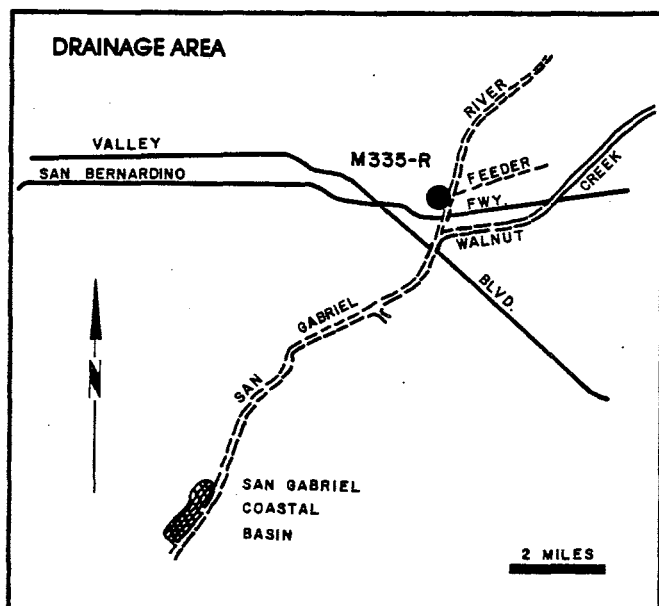 DRAINAGE AREA
RIVER
VALLEY
M335-R
SAN BERNARDINO
FEEDER
CREEK
FWY.
WALNUT
BLVD.
GABRIEL
SAN
N
SAN GABRIEL
COASTAL
BASIN
2 MILES